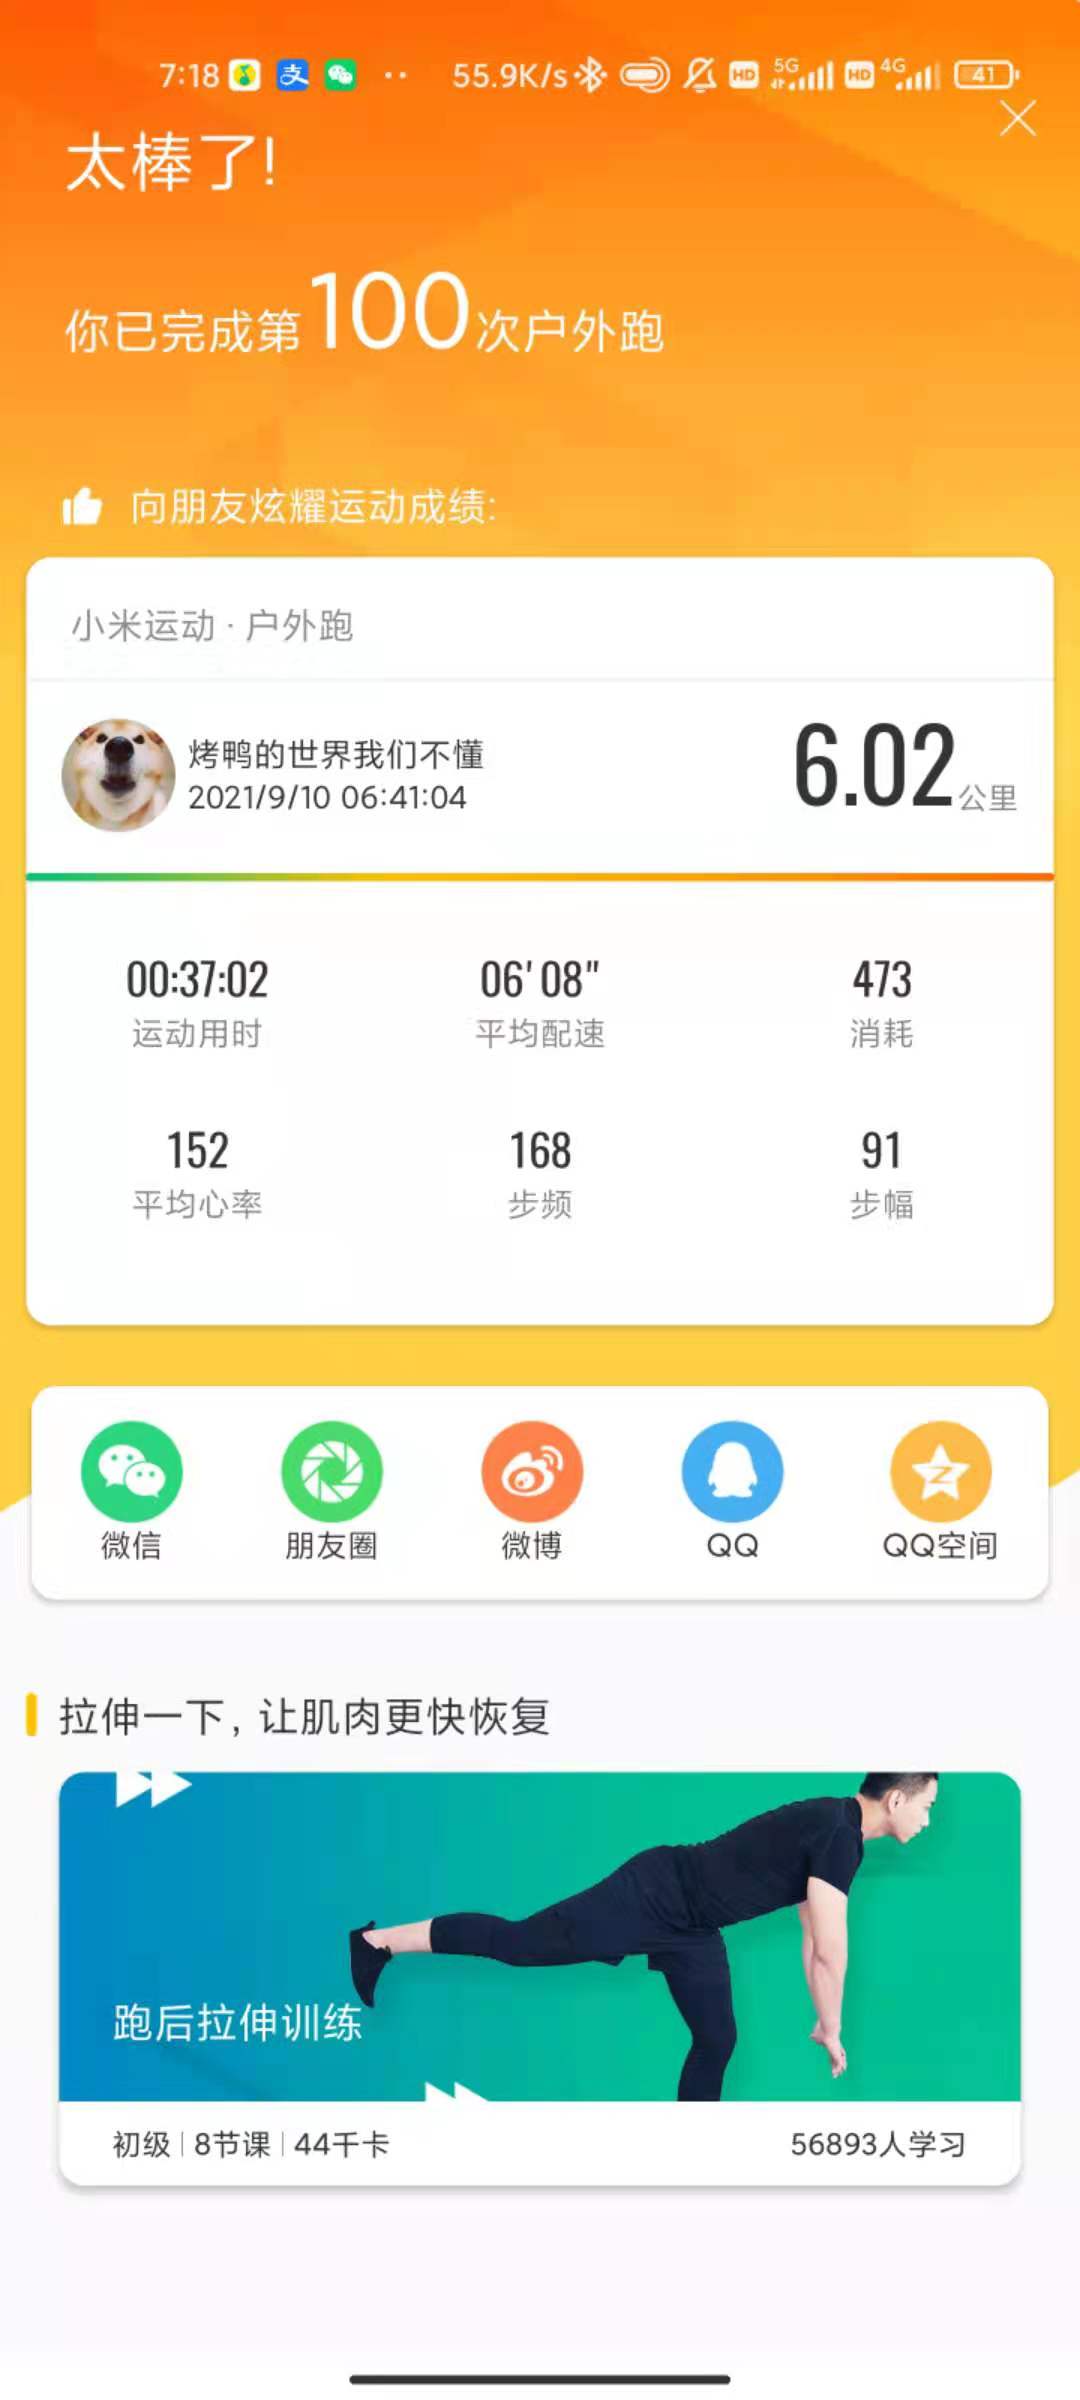 7:18 支 55.9K/s HD 5G HD 4G 41
太棒了!
你已完成第100次户外跑
向朋友炫耀运动成绩:
小米运动 · 户外跑
烤鸭的世界我们不懂
2021/9/10 06:41:04
6.02公里
00:37:02 06'08" 473
运动用时 平均配速 消耗
152 168 91
平均心率 步频 步幅
微信 朋友圈 微博 QQ QQ空间
拉伸一下, 让肌肉更快恢复
跑后拉伸训练
初级 | 8节课 | 44千卡 56893人学习